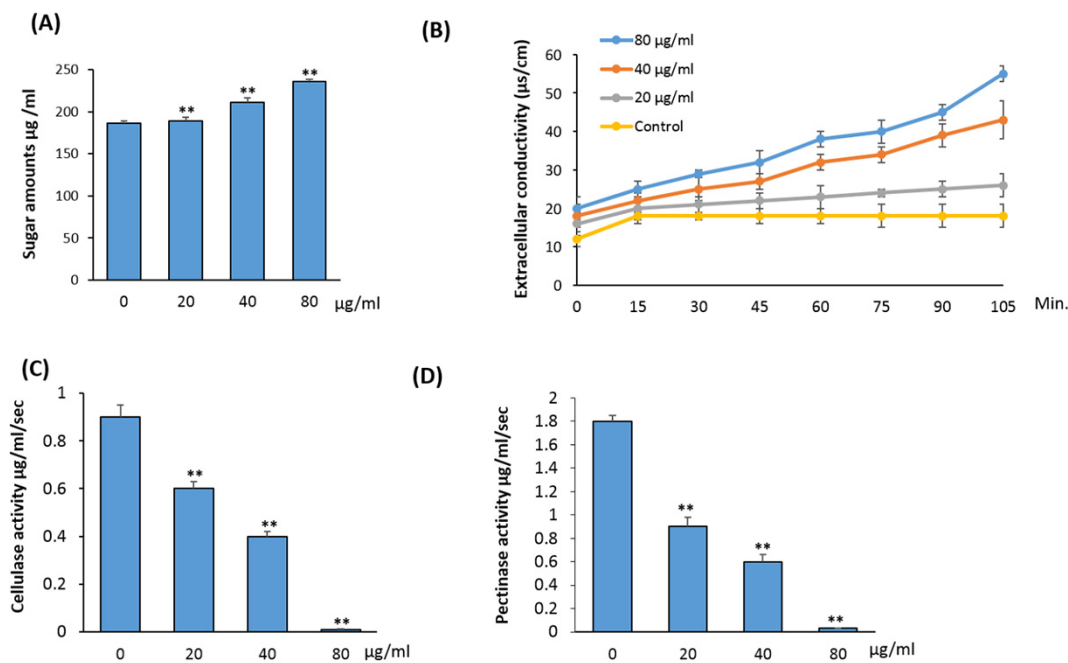 (A)
Sugar amounts µg /ml
250
200
150
100
50
0
**
**
**
0 20 40 80 µg/ml
(B)
80 µg/ml
40 µg/ml
20 µg/ml
Control
Extracellular conductivity (µs/cm)
60
50
40
30
20
10
0
0 15 30 45 60 75 90 105 Min.
(C)
Cellulase activity µg/ml/sec
1
0.8
0.6
0.4
0.2
0
**
**
**
0 20 40 80 µg/ml
(D)
Pectinase activity µg/ml/sec
2
1.8
1.6
1.4
1.2
1
0.8
0.6
0.4
0.2
0
**
**
**
0 20 40 80 µg/ml